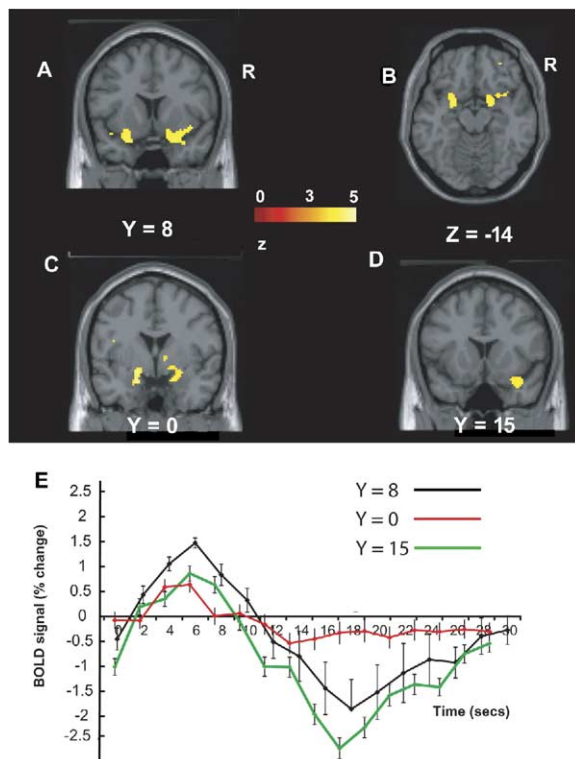 A
R
B
R
0 3 5
z
Y = 8
Z = -14
C
D
Y = 0
Y = 15
E
BOLD signal (% change)
2.5
2
1.5
1
0.5
0
-0.5
-1
-1.5
-2
-2.5
0 2 4 6 8 10 12 14 16 18 20 22 24 26 28 30
Time (secs)
Y = 8
Y = 0
Y = 15